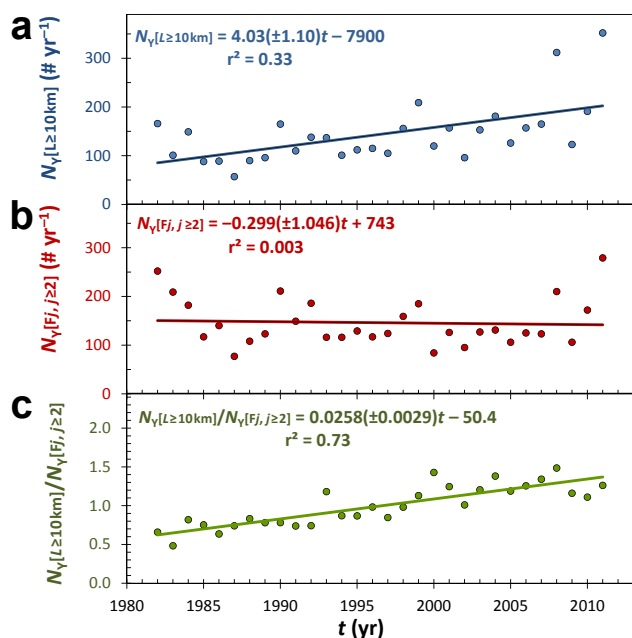 a
N_Y[L≥10km] (# yr⁻¹)
N_Y[L≥10km] = 4.03(±1.10)t − 7900
r² = 0.33
300
200
100
0
b
N_Y[Fj, j≥2] (# yr⁻¹)
N_Y[Fj, j≥2] = −0.299(±1.046)t + 743
r² = 0.003
300
200
100
0
c
N_Y[L≥10km]/N_Y[Fj, j≥2]
N_Y[L≥10km]/N_Y[Fj, j≥2] = 0.0258(±0.0029)t − 50.4
r² = 0.73
2.0
1.5
1.0
0.5
0.0
1980 1985 1990 1995 2000 2005 2010
t (yr)